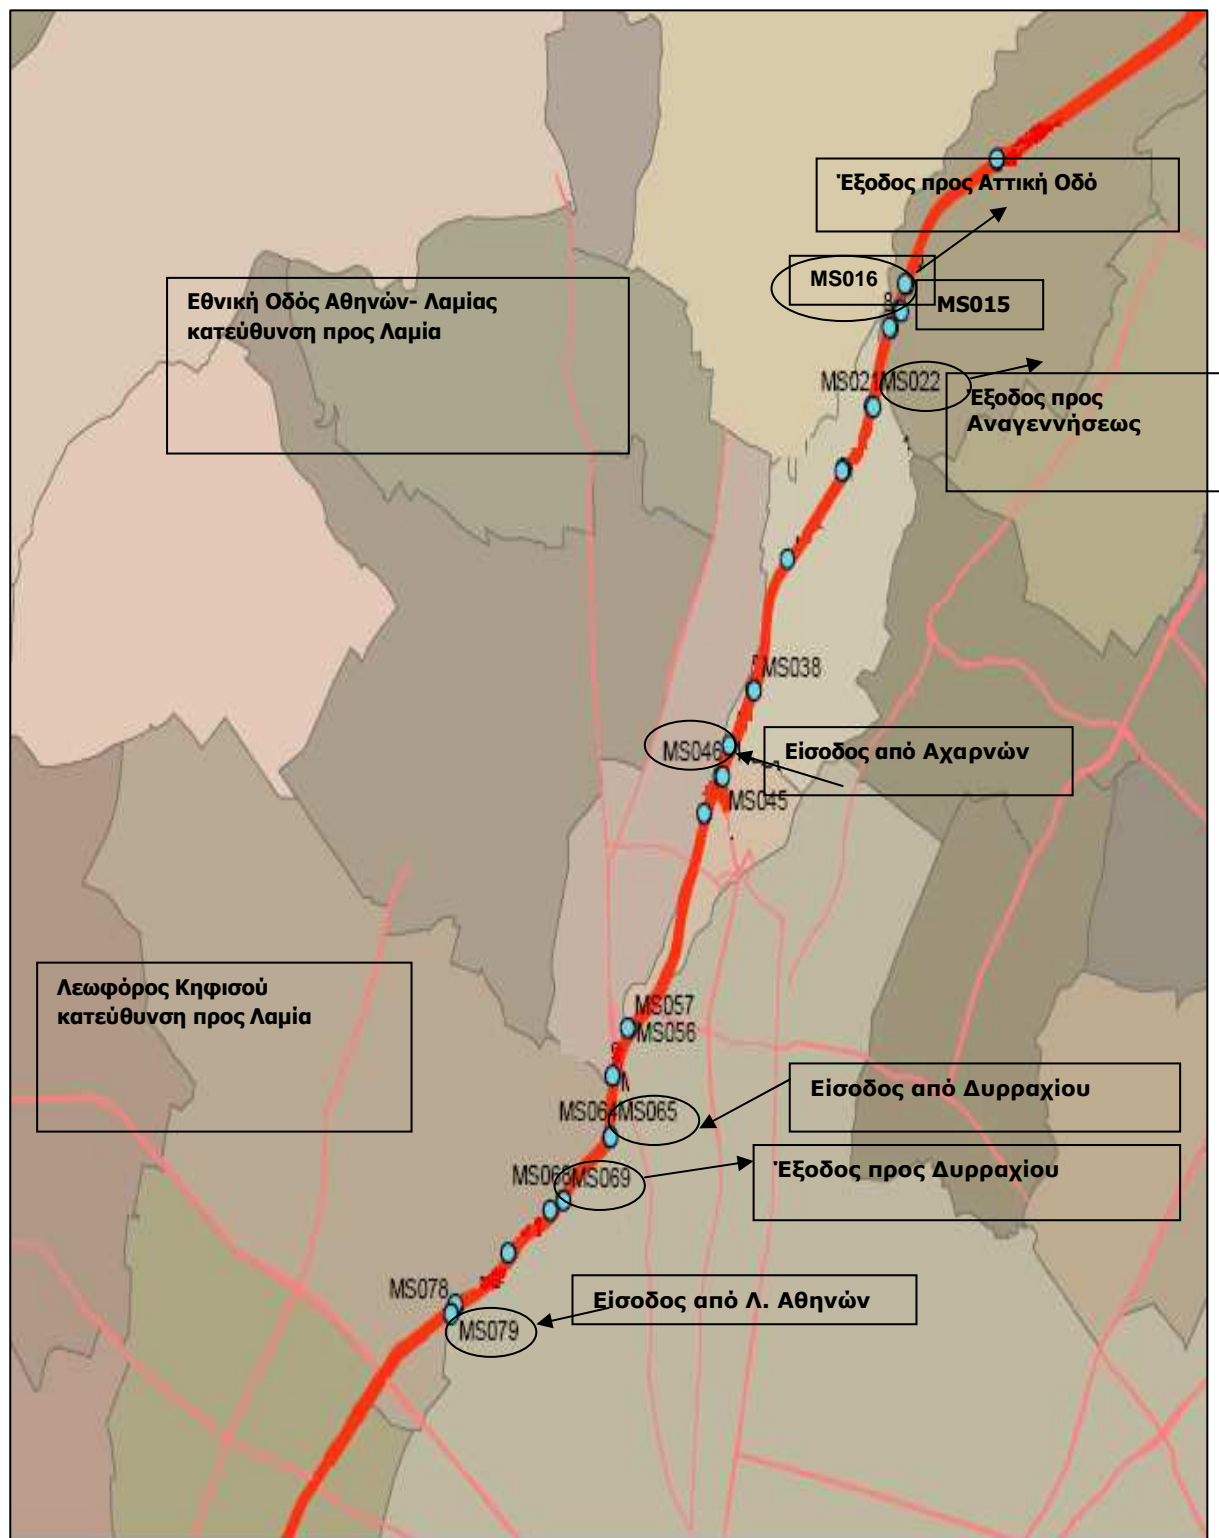 Έξοδος προς Αττική Οδό
MS016
MS015
Εθνική Οδός Αθηνών- Λαμίας
κατεύθυνση προς Λαμία
MS021 MS022
Έξοδος προς
Αναγεννήσεως
MS038
MS046
Είσοδος από Αχαρνών
MS045
Λεωφόρος Κηφισού
κατεύθυνση προς Λαμία
MS057
MS056
Είσοδος από Δυρραχίου
MS064 MS065
Έξοδος προς Δυρραχίου
MS068 MS069
MS078
Είσοδος από Λ. Αθηνών
MS079